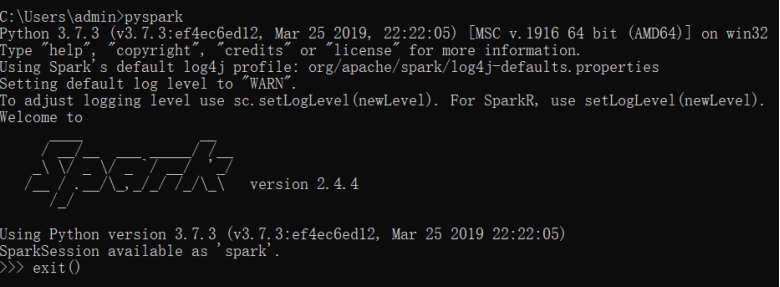 C:\Users\admin>pyspark
Python 3.7.3 (v3.7.3:ef4ec6ed12, Mar 25 2019, 22:22:05) [MSC v.1916 64 bit (AMD64)] on win32
Type "help", "copyright", "credits" or "license" for more information.
Using Spark's default log4j profile: org/apache/spark/log4j-defaults.properties
Setting default log level to "WARN".
To adjust logging level use sc.setLogLevel(newLevel). For SparkR, use setLogLevel(newLevel).
Welcome to
Spark version 2.4.4
Using Python version 3.7.3 (v3.7.3:ef4ec6ed12, Mar 25 2019 22:22:05)
SparkSession available as 'spark'.
>>> exit()